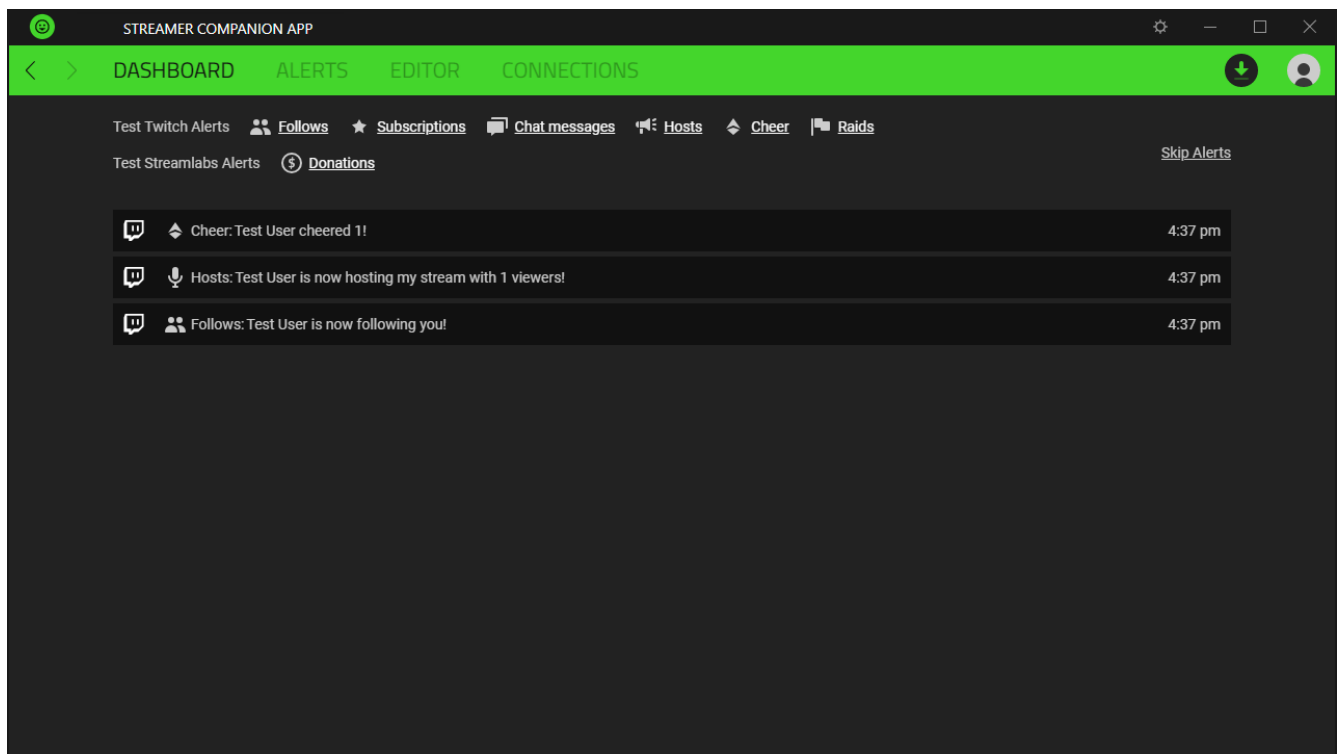 STREAMER COMPANION APP
DASHBOARD ALERTS EDITOR CONNECTIONS
Test Twitch Alerts Follows Subscriptions Chat messages Hosts Cheer Raids
Skip Alerts
Test Streamlabs Alerts Donations
Cheer: Test User cheered 1! 4:37 pm
Hosts: Test User is now hosting my stream with 1 viewers! 4:37 pm
Follows: Test User is now following you! 4:37 pm